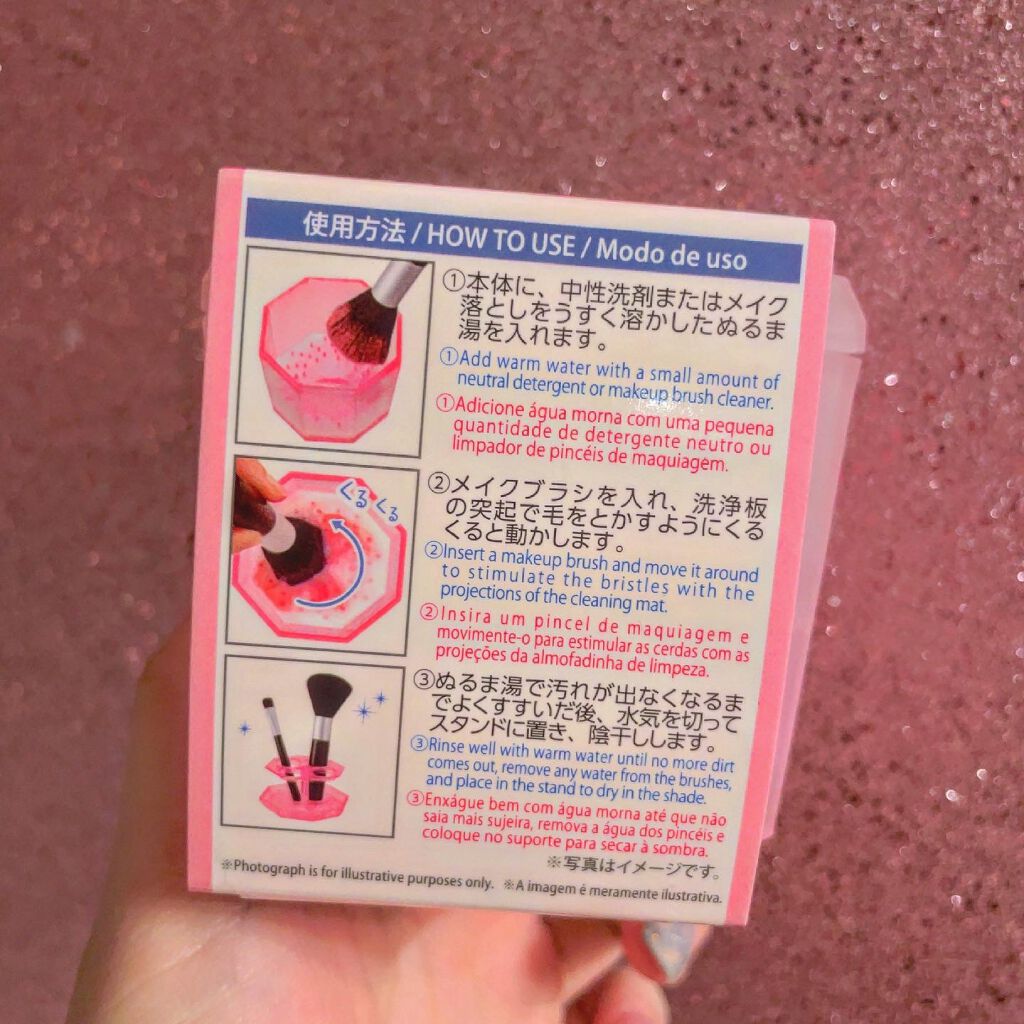 使用方法 / HOW TO USE / Modo de uso
①本体に、中性洗剤またはメイク
落としをうすく溶かしたぬるま
湯を入れます。
①Add warm water with a small amount of
neutral detergent or makeup brush cleaner.
①Adicione água morna com uma pequena
quantidade de detergente neutro ou
limpador de pincéis de maquiagem.
くるくる
②メイクブラシを入れ、洗浄板
の突起で毛をとかすようにくる
くると動かします。
②Insert a makeup brush and move it around
to stimulate the bristles with the
projections of the cleaning mat.
②Insira um pincel de maquiagem e
movimente-o para estimular as cerdas com as
projeções da almofadinha de limpeza.
③ぬるま湯で汚れが出なくなるま
でよくすすいだ後、水気を切って
スタンドに置き、陰干しします。
③Rinse well with warm water until no more dirt
comes out, remove any water from the brushes,
and place in the stand to dry in the shade.
③Enxágue bem com água morna até que não
saia mais sujeira, remova a água dos pincéis e
coloque no suporte para secar à sombra.
※写真はイメージです。
※Photograph is for illustrative purposes only. ※A imagem é meramente ilustrativa.